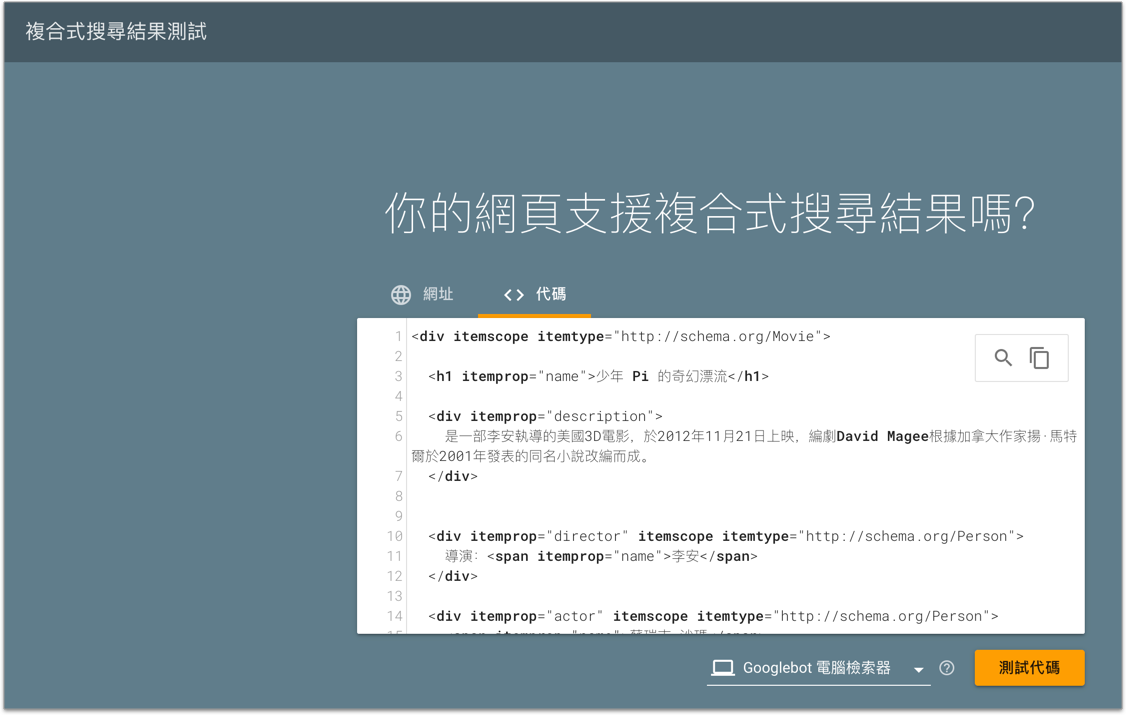 複合式搜尋結果測試
你的網頁支援複合式搜尋結果嗎?
網址 <> 代碼
1 <div itemscope itemtype="http://schema.org/Movie">
2
3 <h1 itemprop="name">少年 Pi 的奇幻漂流</h1>
4
5 <div itemprop="description">
6 是一部李安執導的美國3D電影，於2012年11月21日上映，編劇David Magee根據加拿大作家揚·馬特
爾於2001年發表的同名小說改編而成。
7 </div>
8
9
10 <div itemprop="director" itemscope itemtype="http://schema.org/Person">
11 導演：<span itemprop="name">李安</span>
12 </div>
13
14 <div itemprop="actor" itemscope itemtype="http://schema.org/Person">
Googlebot 電腦檢索器
測試代碼